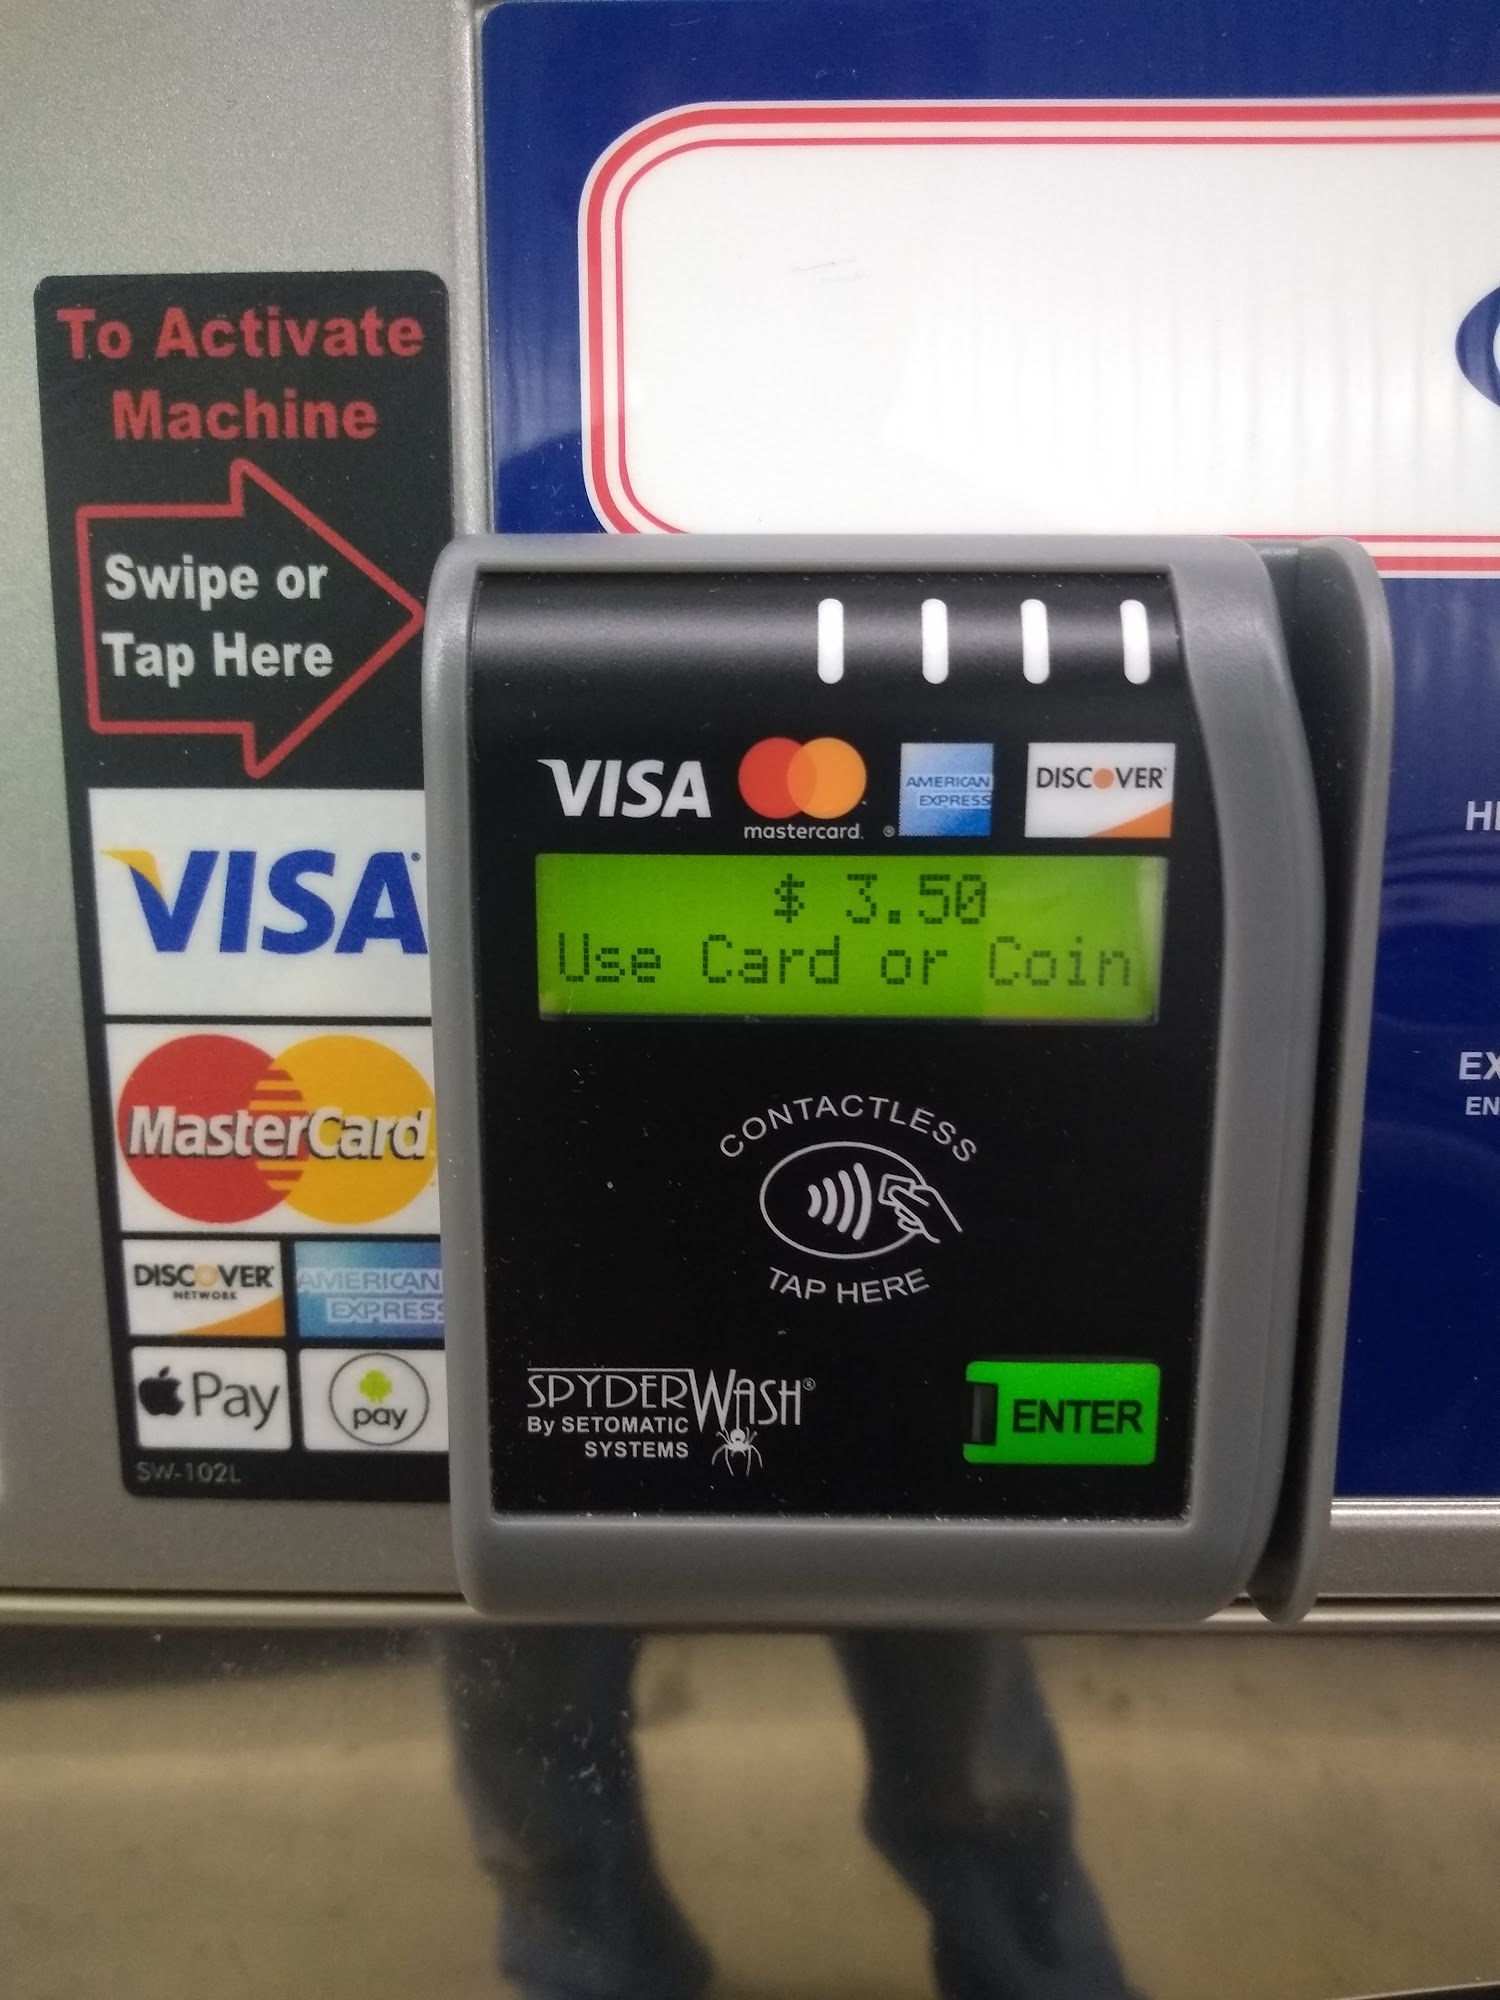 To Activate
Machine
Swipe or
Tap Here
VISA
MasterCard
DISCOVER
NETWORK
AMERICAN
EXPRESS
Pay
pay
SW-102L
VISA
mastercard.
AMERICAN
EXPRESS
DISCOVER
$ 3.50
Use Card or Coin
CONTACTLESS
TAP HERE
SPYDERWASH®
By SETOMATIC
SYSTEMS
ENTER
EN